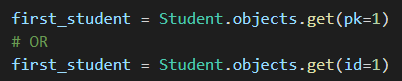 first_student = Student.objects.get(pk=1)
# OR
first_student = Student.objects.get(id=1)